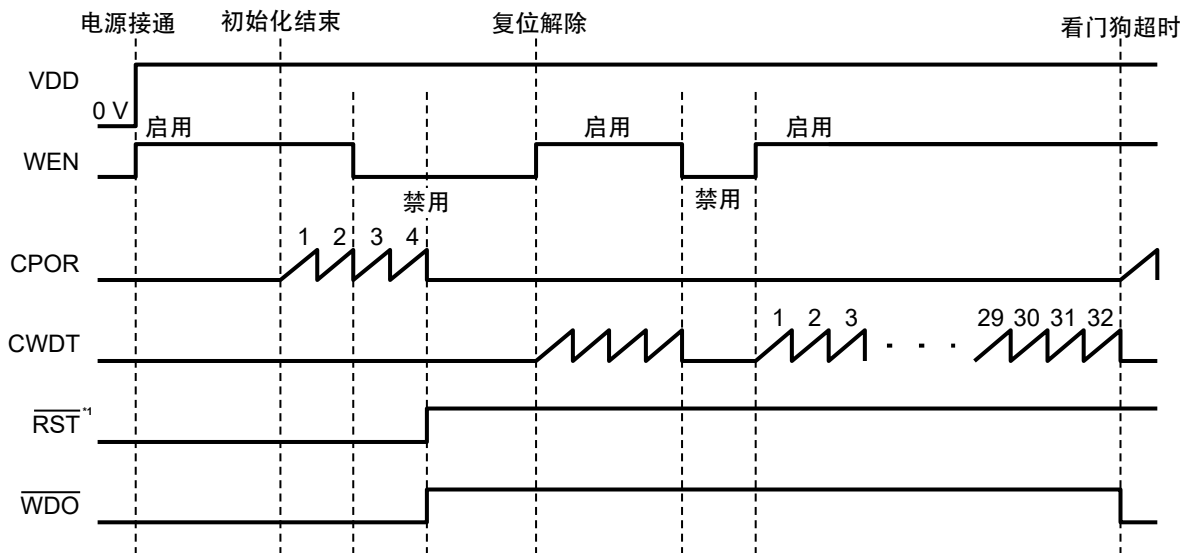 电源接通 初始化结束 复位解除 看门狗超时
VDD
0 V
启用 启用 启用
WEN
禁用 禁用
1 2 3 4
CPOR
1 2 3 29 30 31 32
CWDT
. . .
RST*1
WDO